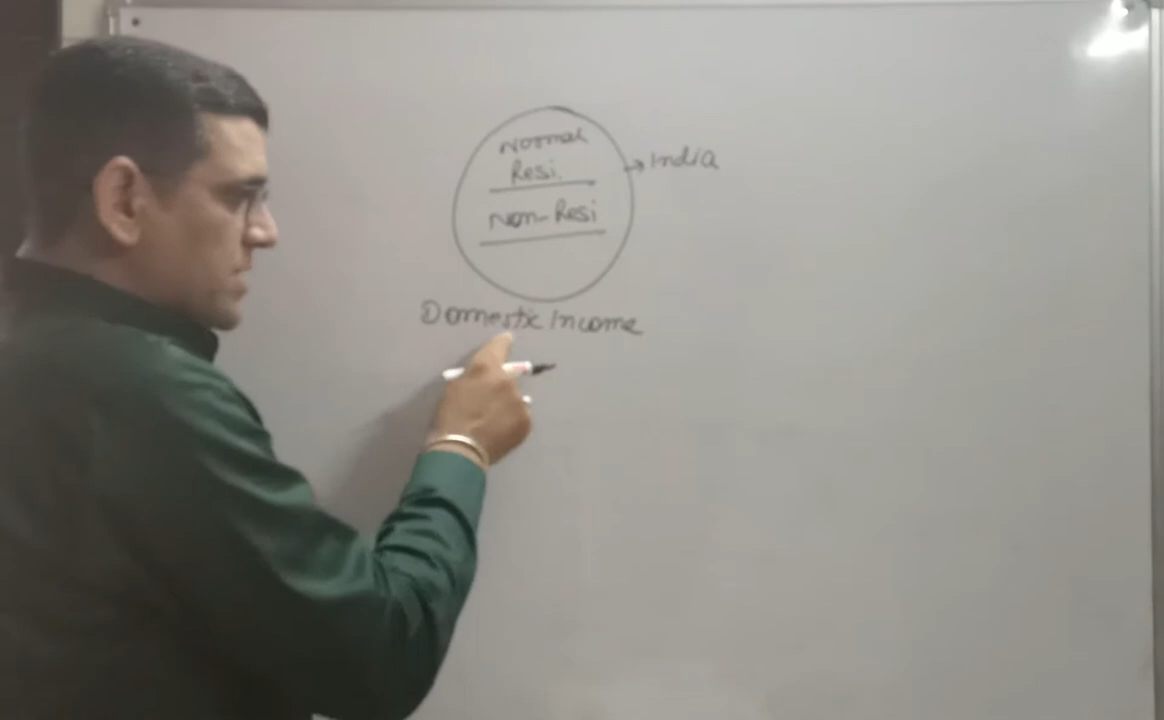 Normal
Resi.
→ India
Non-Resi
Domestic Income